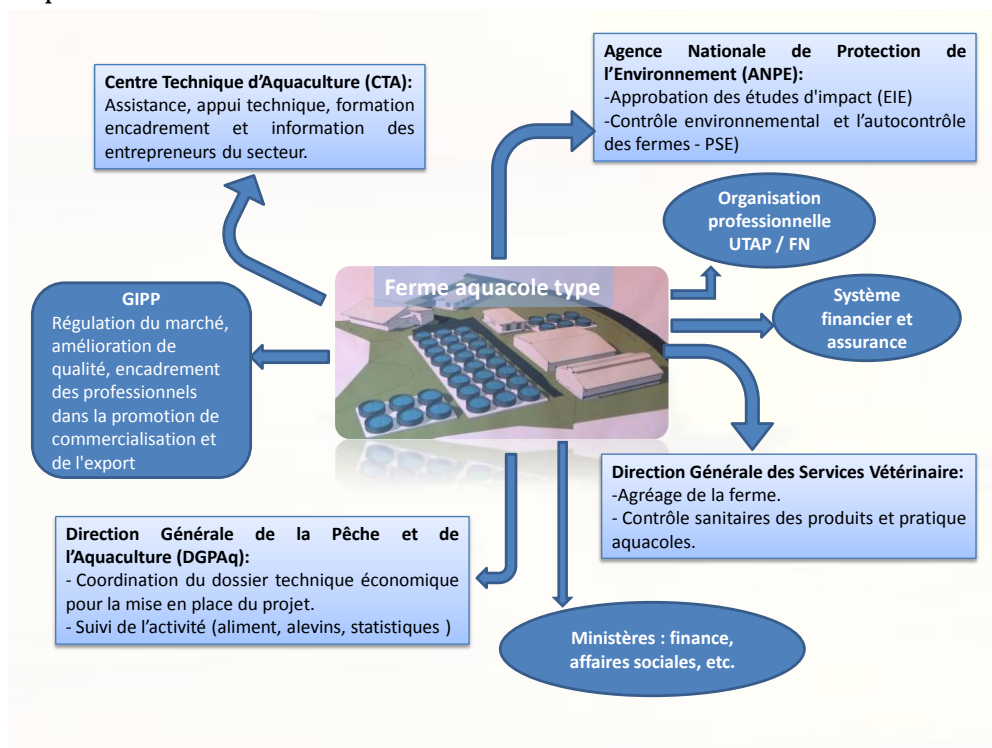 Agence Nationale de Protection de
l'Environnement (ANPE):
-Approbation des études d'impact (EIE)
-Contrôle environnemental et l'autocontrôle
des fermes - PSE)
Centre Technique d'Aquaculture (CTA):
Assistance, appui technique, formation
encadrement et information des
entrepreneurs du secteur.
Organisation
professionnelle
UTAP / FN
Ferme aquacole type
GIPP
Régulation du marché,
amélioration de
qualité, encadrement
des professionnels
dans la promotion de
commercialisation et
de l'export
Système
financier et
assurance
Direction Générale des Services Vétérinaire:
-Agréage de la ferme.
- Contrôle sanitaires des produits et pratique
aquacoles.
Direction Générale de la Pêche et de
l'Aquaculture (DGPAq):
- Coordination du dossier technique économique
pour la mise en place du projet.
- Suivi de l'activité (aliment, alevins, statistiques )
Ministères : finance,
affaires sociales, etc.